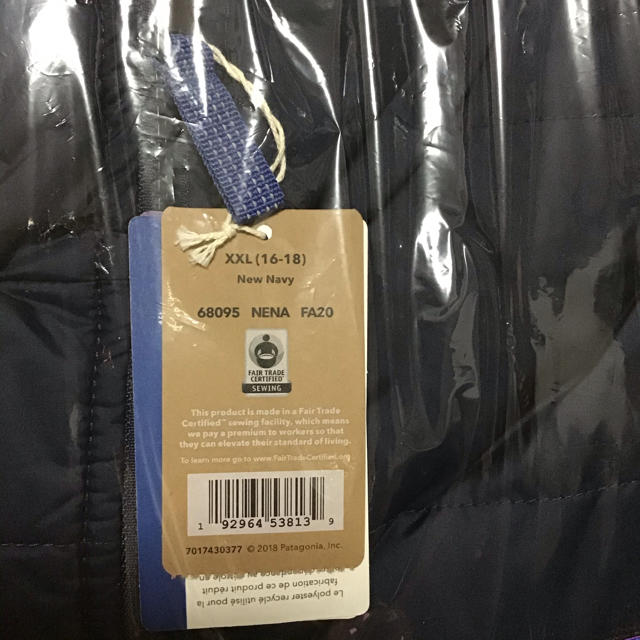 XXL (16-18)
New Navy
68095 NENA FA20
FAIR TRADE
CERTIFIED™
SEWING
This product is made in a Fair Trade
Certified™ sewing facility, which means
we pay a premium to workers so that
they can elevate their standard of living.
To learn more go to www.FairTradeCertified.org
1 92964 53813 9
7017430377 © 2018 Patagonia, Inc.
fabrication de ce produit réduit
Le polyester recyclé utilisé pour la